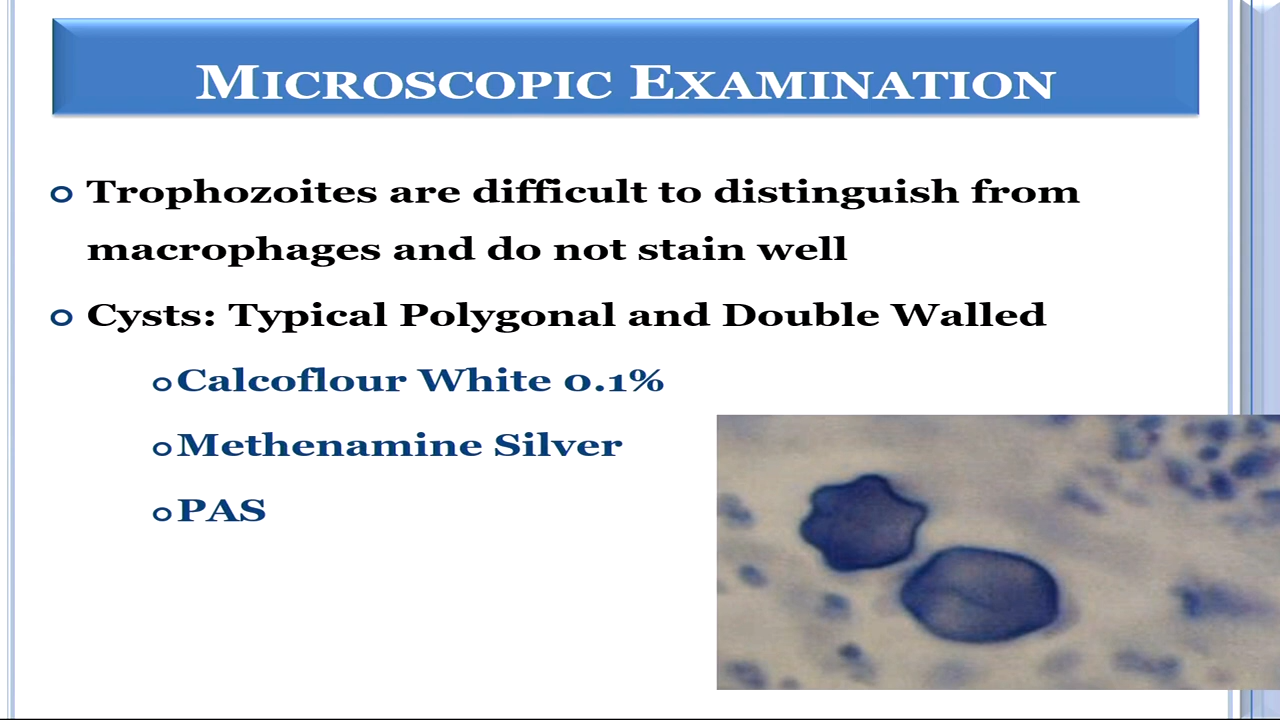 MICROSCOPIC EXAMINATION
Trophozoites are difficult to distinguish from
macrophages and do not stain well
Cysts: Typical Polygonal and Double Walled
Calcoflour White 0.1%
Methenamine Silver
PAS